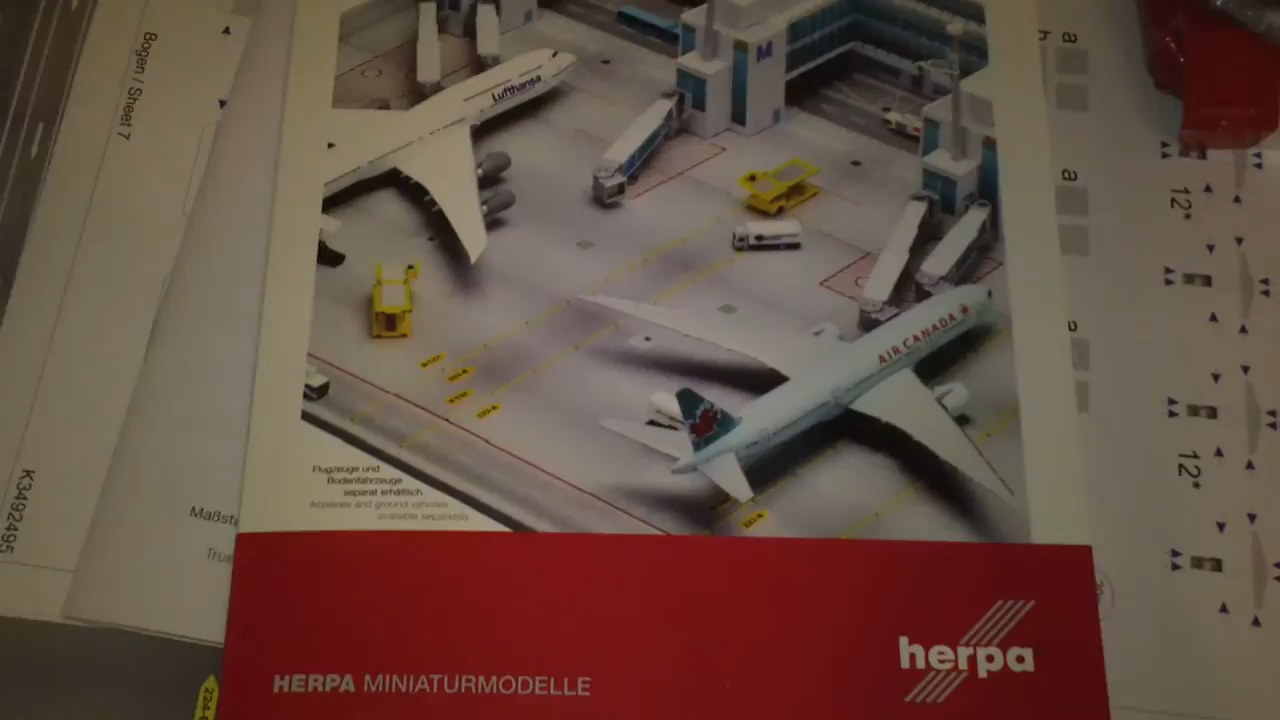 Bogen / Sheet 7
K3492495
Lufthansa
M
AIR CANADA
Flugzeuge und
Bodenfahrzeuge
separat erhältlich
Airplanes and ground vehicles
available separately
HERPA MINIATURMODELLE
herpa
a
b
a
12*
12*